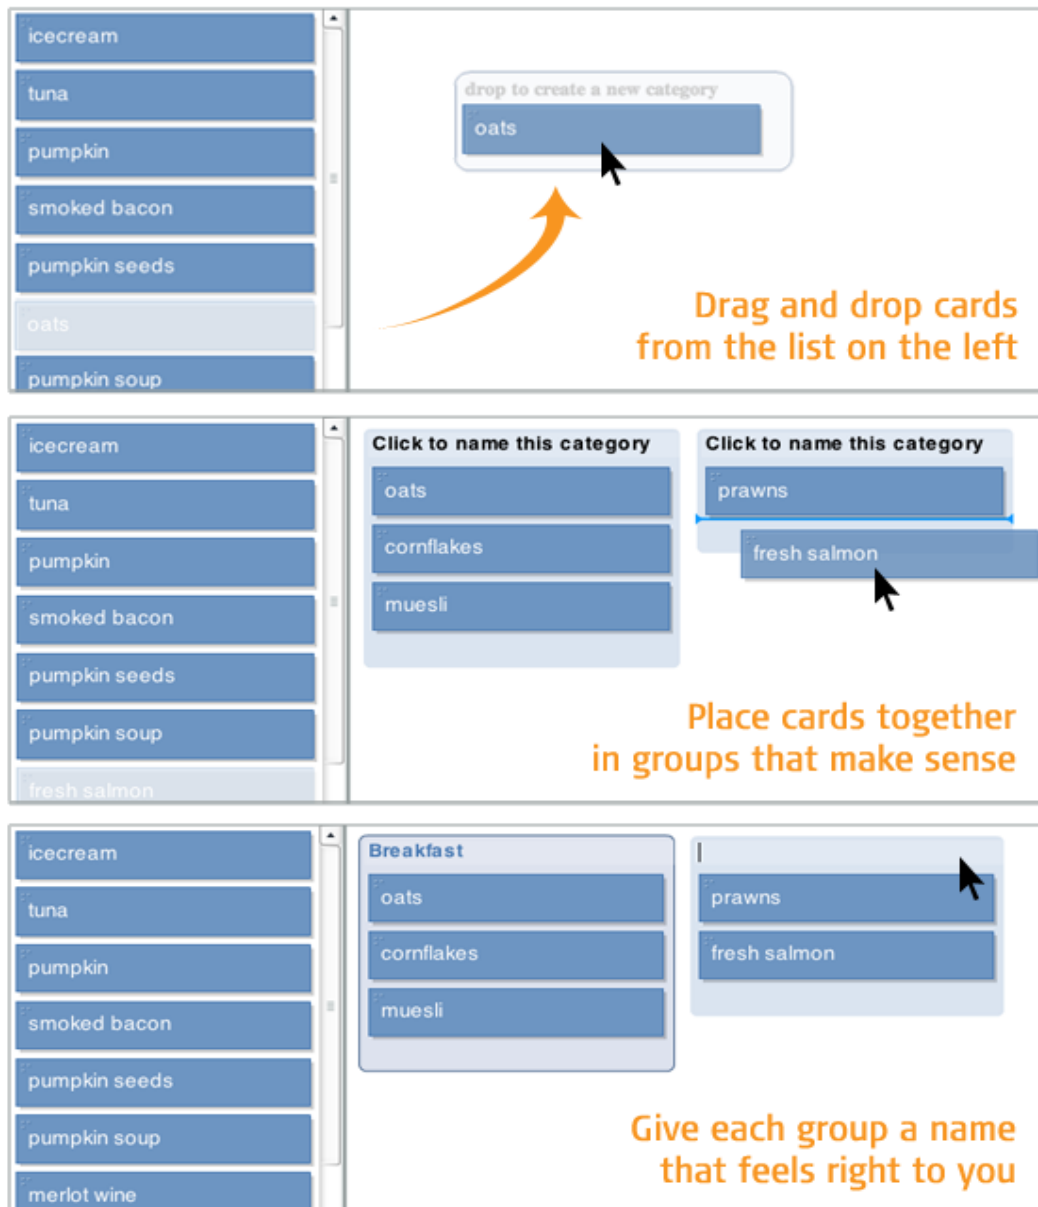 icecream
tuna
pumpkin
smoked bacon
pumpkin seeds
oats
pumpkin soup
drop to create a new category
oats
Drag and drop cards
from the list on the left
icecream
tuna
pumpkin
smoked bacon
pumpkin seeds
pumpkin soup
fresh salmon
Click to name this category
oats
cornflakes
muesli
Click to name this category
prawns
fresh salmon
Place cards together
in groups that make sense
icecream
tuna
pumpkin
smoked bacon
pumpkin seeds
pumpkin soup
merlot wine
Breakfast
oats
cornflakes
muesli
prawns
fresh salmon
Give each group a name
that feels right to you